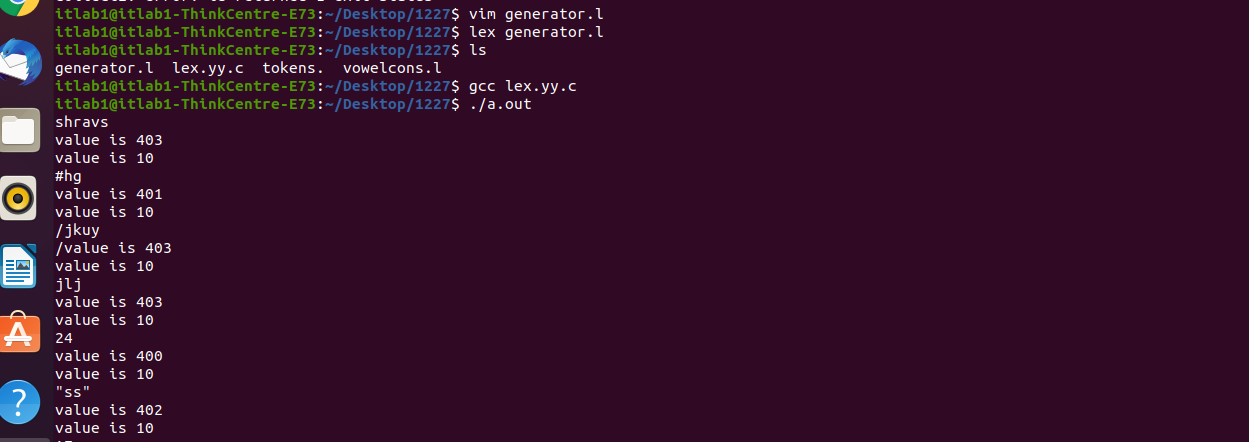 itlab1@itlab1-ThinkCentre-E73:~/Desktop/1227$ vim generator.l
itlab1@itlab1-ThinkCentre-E73:~/Desktop/1227$ lex generator.l
itlab1@itlab1-ThinkCentre-E73:~/Desktop/1227$ ls
generator.l  lex.yy.c  tokens.  vowelcons.l
itlab1@itlab1-ThinkCentre-E73:~/Desktop/1227$ gcc lex.yy.c
itlab1@itlab1-ThinkCentre-E73:~/Desktop/1227$ ./a.out
shravs
value is 403
value is 10
#hg
value is 401
value is 10
/jkuy
/value is 403
value is 10
jlj
value is 403
value is 10
24
value is 400
value is 10
"ss"
value is 402
value is 10